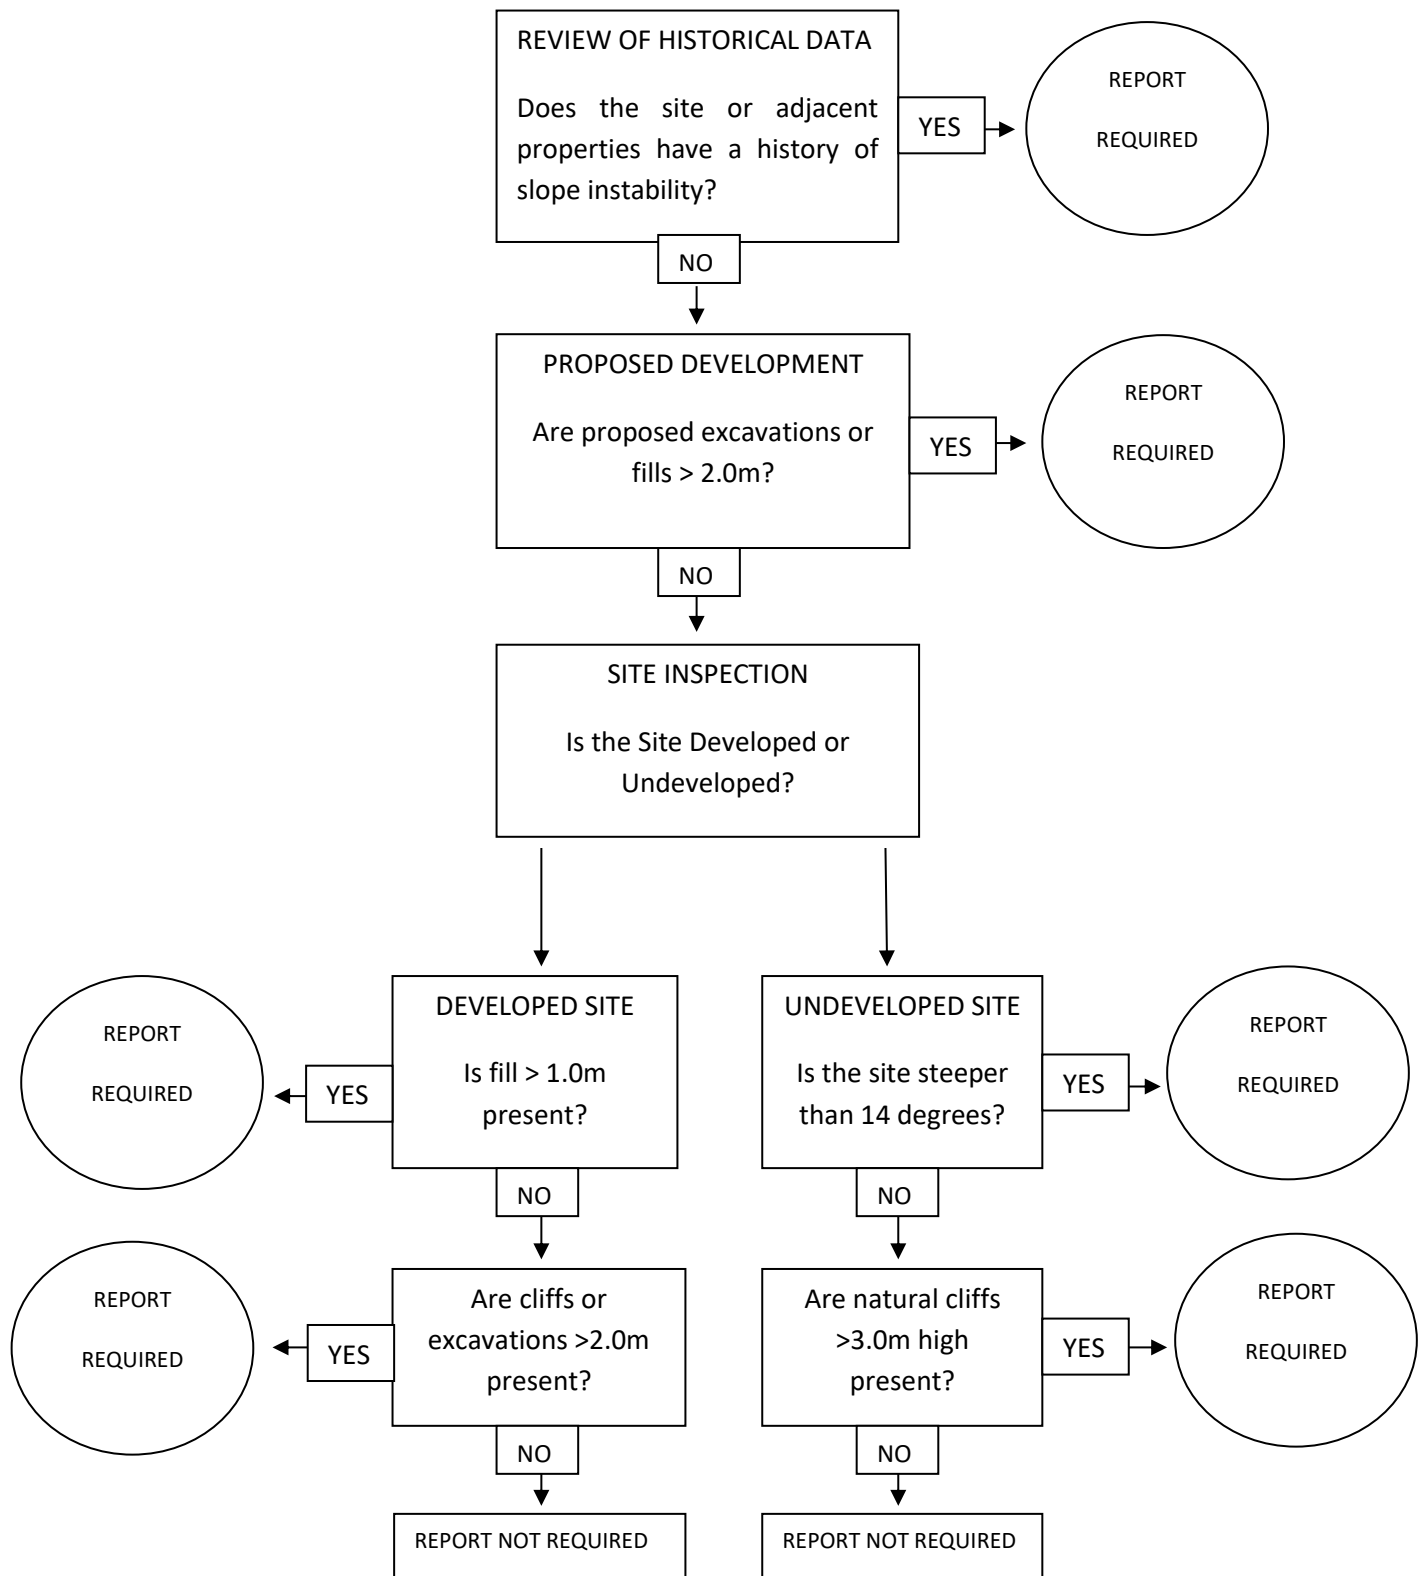 REVIEW OF HISTORICAL DATA
Does the site or adjacent
properties have a history of
slope instability?
YES
REPORT
REQUIRED
NO
PROPOSED DEVELOPMENT
Are proposed excavations or
fills > 2.0m?
YES
REPORT
REQUIRED
NO
SITE INSPECTION
Is the Site Developed or
Undeveloped?
DEVELOPED SITE
Is fill > 1.0m
present?
YES
REPORT
REQUIRED
NO
Are cliffs or
excavations >2.0m
present?
YES
REPORT
REQUIRED
NO
REPORT NOT REQUIRED
UNDEVELOPED SITE
Is the site steeper
than 14 degrees?
YES
REPORT
REQUIRED
NO
Are natural cliffs
>3.0m high
present?
YES
REPORT
REQUIRED
NO
REPORT NOT REQUIRED